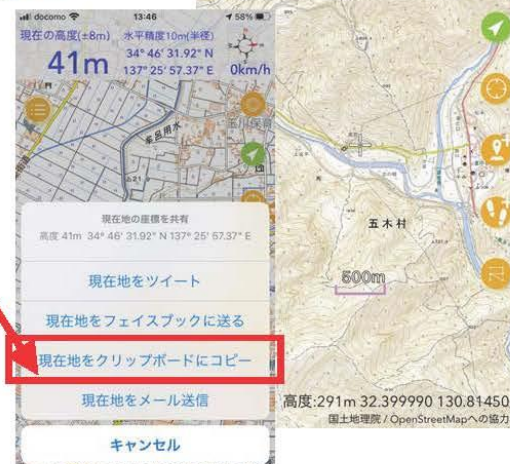 docomo 13:46 58%
現在の高度(±8m) 水平精度10m(半径)
41m
34° 46' 31.92" N
137° 25' 57.37" E
0km/h
牟呂用水
現在地の座標を共有
高度 41m 34° 46' 31.92" N 137° 25' 57.37" E
現在地をツイート
現在地をフェイスブックに送る
現在地をクリップボードにコピー
現在地をメール送信
キャンセル
五木村
500m
高度:291m 32.399990 130.81450
国土地理院 / OpenStreetMapへの協力